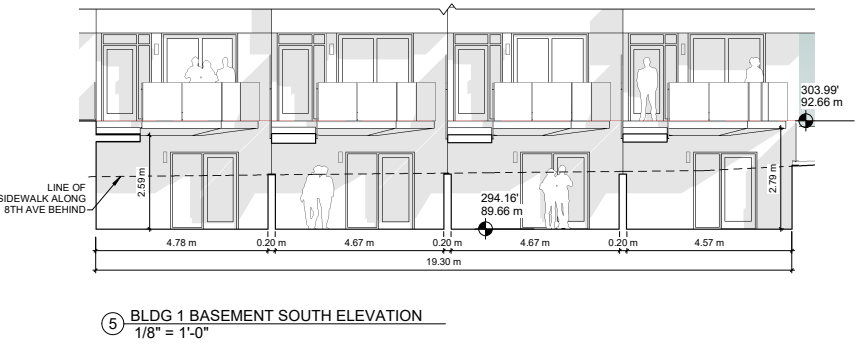 303.99'
92.66 m
2.59 m
2.79 m
LINE OF
SIDEWALK ALONG
8TH AVE BEHIND
294.16'
89.66 m
4.78 m
0.20 m
4.67 m
0.20 m
4.67 m
0.20 m
4.57 m
19.30 m
5
BLDG 1 BASEMENT SOUTH ELEVATION
1/8" = 1'-0"